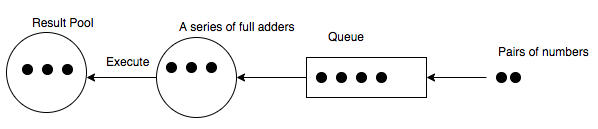 Result Pool
A series of full adders
Queue
Pairs of numbers
Execute